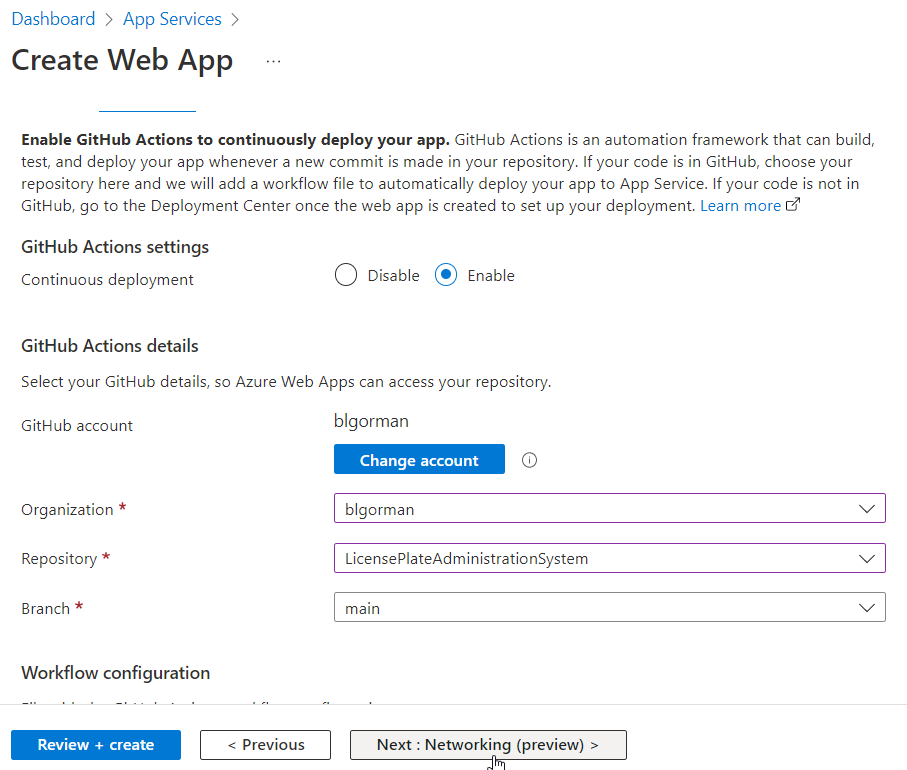 Dashboard > App Services >
Create Web App ...
Enable GitHub Actions to continuously deploy your app. GitHub Actions is an automation framework that can build,
test, and deploy your app whenever a new commit is made in your repository. If your code is in GitHub, choose your
repository here and we will add a workflow file to automatically deploy your app to App Service. If your code is not in
GitHub, go to the Deployment Center once the web app is created to set up your deployment. Learn more
GitHub Actions settings
Continuous deployment Disable Enable
GitHub Actions details
Select your GitHub details, so Azure Web Apps can access your repository.
GitHub account blgorman
Change account
Organization * blgorman
Repository * LicensePlateAdministrationSystem
Branch * main
Workflow configuration
Review + create < Previous Next : Networking (preview) >